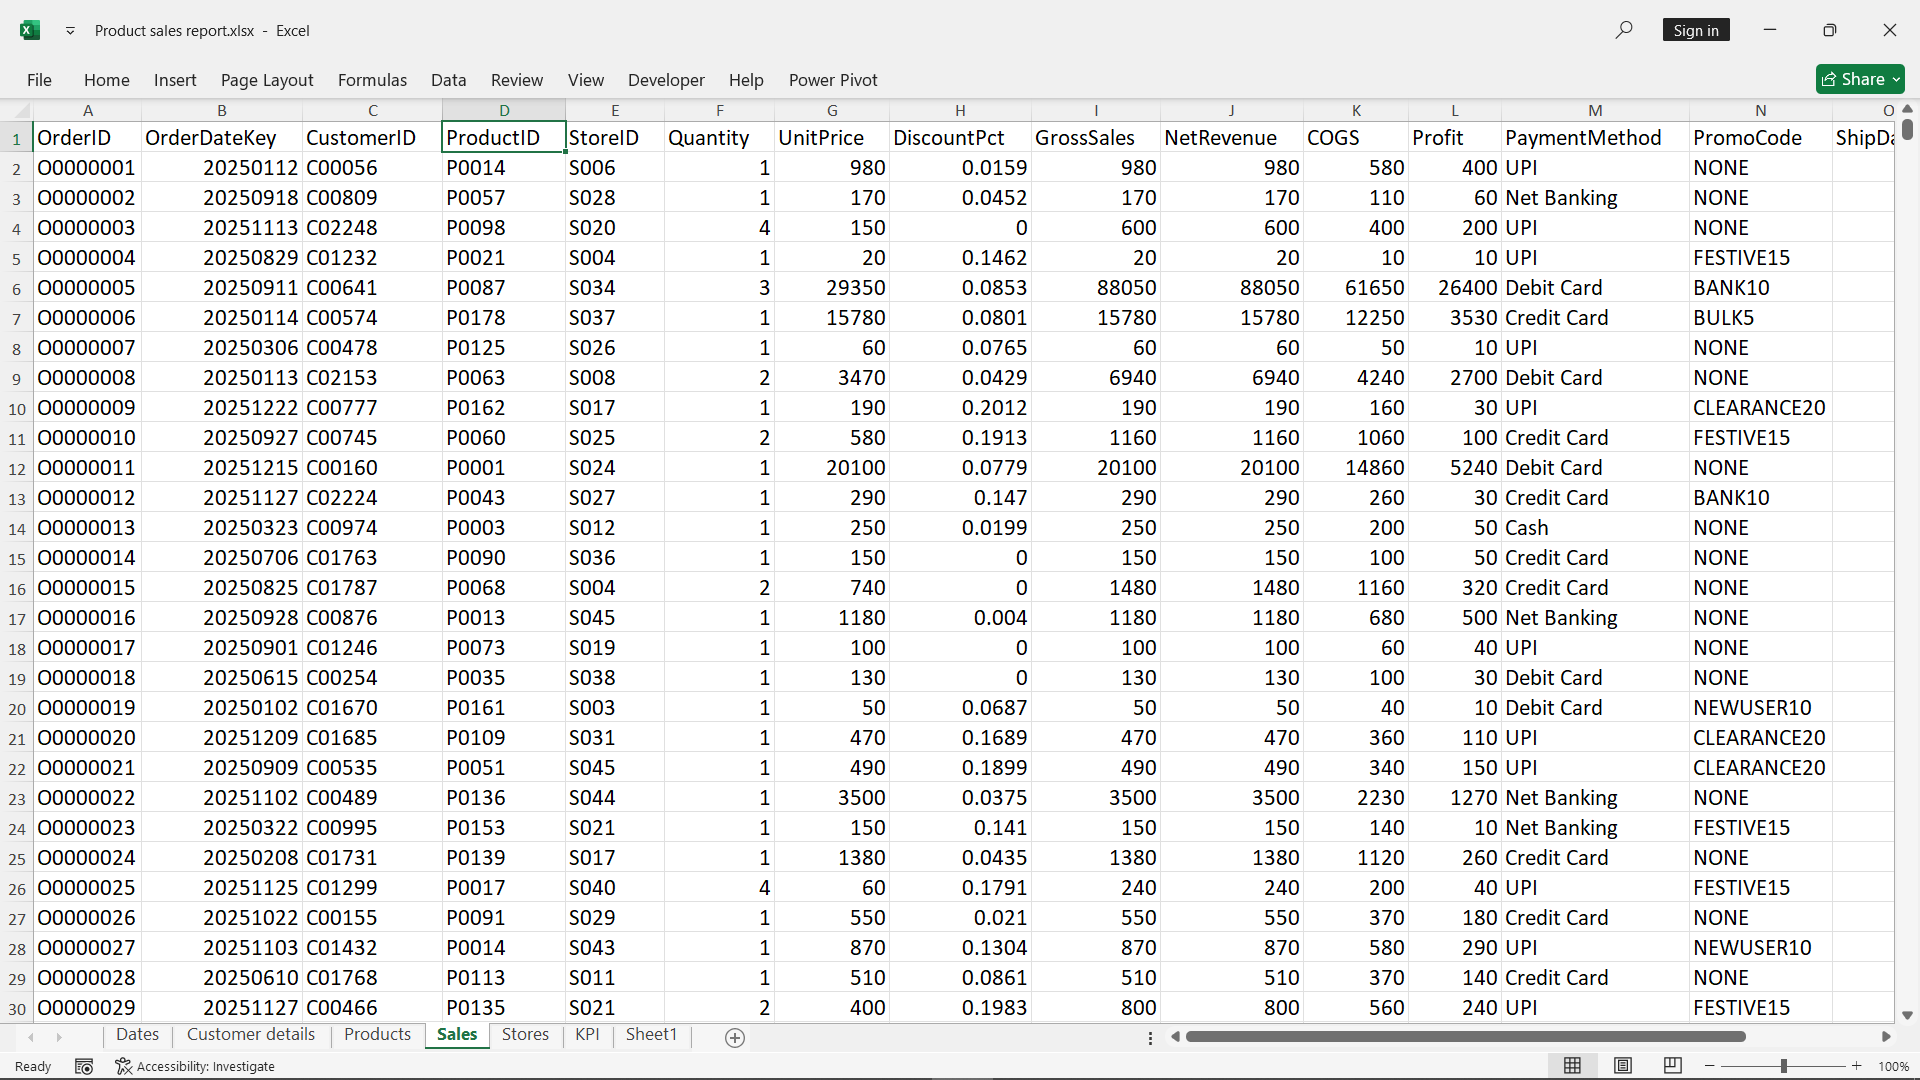 Product sales report.xlsx - Excel
Sign in
File Home Insert Page Layout Formulas Data Review View Developer Help Power Pivot
Share
A B C D E F G H I J K L M N O
1 OrderID OrderDateKey CustomerID ProductID StoreID Quantity UnitPrice DiscountPct GrossSales NetRevenue COGS Profit PaymentMethod PromoCode ShipDa
2 O0000001 20250112 C00056 P0014 S006 1 980 0.0159 980 980 580 400 UPI NONE
3 O0000002 20250918 C00809 P0057 S028 1 170 0.0452 170 170 110 60 Net Banking NONE
4 O0000003 20251113 C02248 P0098 S020 4 150 0 600 600 400 200 UPI NONE
5 O0000004 20250829 C01232 P0021 S004 1 20 0.1462 20 20 10 10 UPI FESTIVE15
6 O0000005 20250911 C00641 P0087 S034 3 29350 0.0853 88050 88050 61650 26400 Debit Card BANK10
7 O0000006 20250114 C00574 P0178 S037 1 15780 0.0801 15780 15780 12250 3530 Credit Card BULK5
8 O0000007 20250306 C00478 P0125 S026 1 60 0.0765 60 60 50 10 UPI NONE
9 O0000008 20250113 C02153 P0063 S008 2 3470 0.0429 6940 6940 4240 2700 Debit Card NONE
10 O0000009 20251222 C00777 P0162 S017 1 190 0.2012 190 190 160 30 UPI CLEARANCE20
11 O0000010 20250927 C00745 P0060 S025 2 580 0.1913 1160 1160 1060 100 Credit Card FESTIVE15
12 O0000011 20251215 C00160 P0001 S024 1 20100 0.0779 20100 20100 14860 5240 Debit Card NONE
13 O0000012 20251127 C02224 P0043 S027 1 290 0.147 290 290 260 30 Credit Card BANK10
14 O0000013 20250323 C00974 P0003 S012 1 250 0.0199 250 250 200 50 Cash NONE
15 O0000014 20250706 C01763 P0090 S036 1 150 0 150 150 100 50 Credit Card NONE
16 O0000015 20250825 C01787 P0068 S004 2 740 0 1480 1480 1160 320 Credit Card NONE
17 O0000016 20250928 C00876 P0013 S045 1 1180 0.004 1180 1180 680 500 Net Banking NONE
18 O0000017 20250901 C01246 P0073 S019 1 100 0 100 100 60 40 UPI NONE
19 O0000018 20250615 C00254 P0035 S038 1 130 0 130 130 100 30 Debit Card NONE
20 O0000019 20250102 C01670 P0161 S003 1 50 0.0687 50 50 40 10 Debit Card NEWUSER10
21 O0000020 20251209 C01685 P0109 S031 1 470 0.1689 470 470 360 110 UPI CLEARANCE20
22 O0000021 20250909 C00535 P0051 S045 1 490 0.1899 490 490 340 150 UPI CLEARANCE20
23 O0000022 20251102 C00489 P0136 S044 1 3500 0.0375 3500 3500 2230 1270 Net Banking NONE
24 O0000023 20250322 C00995 P0153 S021 1 150 0.141 150 150 140 10 Net Banking FESTIVE15
25 O0000024 20250208 C01731 P0139 S017 1 1380 0.0435 1380 1380 1120 260 Credit Card NONE
26 O0000025 20251125 C01299 P0017 S040 4 60 0.1791 240 240 200 40 UPI FESTIVE15
27 O0000026 20251022 C00155 P0091 S029 1 550 0.021 550 550 370 180 Credit Card NONE
28 O0000027 20251103 C01432 P0014 S043 1 870 0.1304 870 870 580 290 UPI NEWUSER10
29 O0000028 20250610 C01768 P0113 S011 1 510 0.0861 510 510 370 140 Credit Card NONE
30 O0000029 20251127 C00466 P0135 S021 2 400 0.1983 800 800 560 240 UPI FESTIVE15
Dates Customer details Products Sales Stores KPI Sheet1
Ready Accessibility: Investigate 100%